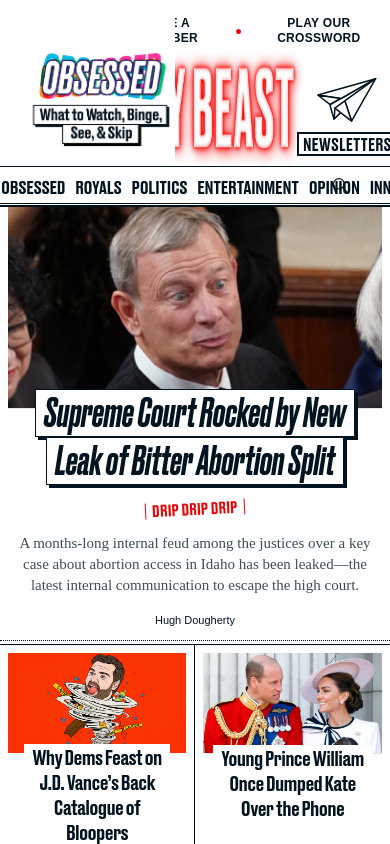 E A
BER
PLAY OUR
CROSSWORD
OBSESSED
What to Watch, Binge,
See, & Skip
Y BEAST
NEWSLETTERS
OBSESSED ROYALS POLITICS ENTERTAINMENT OPINION INN
Supreme Court Rocked by New
Leak of Bitter Abortion Split
DRIP DRIP DRIP
A months-long internal feud among the justices over a key
case about abortion access in Idaho has been leaked—the
latest internal communication to escape the high court.
Hugh Dougherty
Why Dems Feast on
J.D. Vance’s Back
Catalogue of
Bloopers
Young Prince William
Once Dumped Kate
Over the Phone